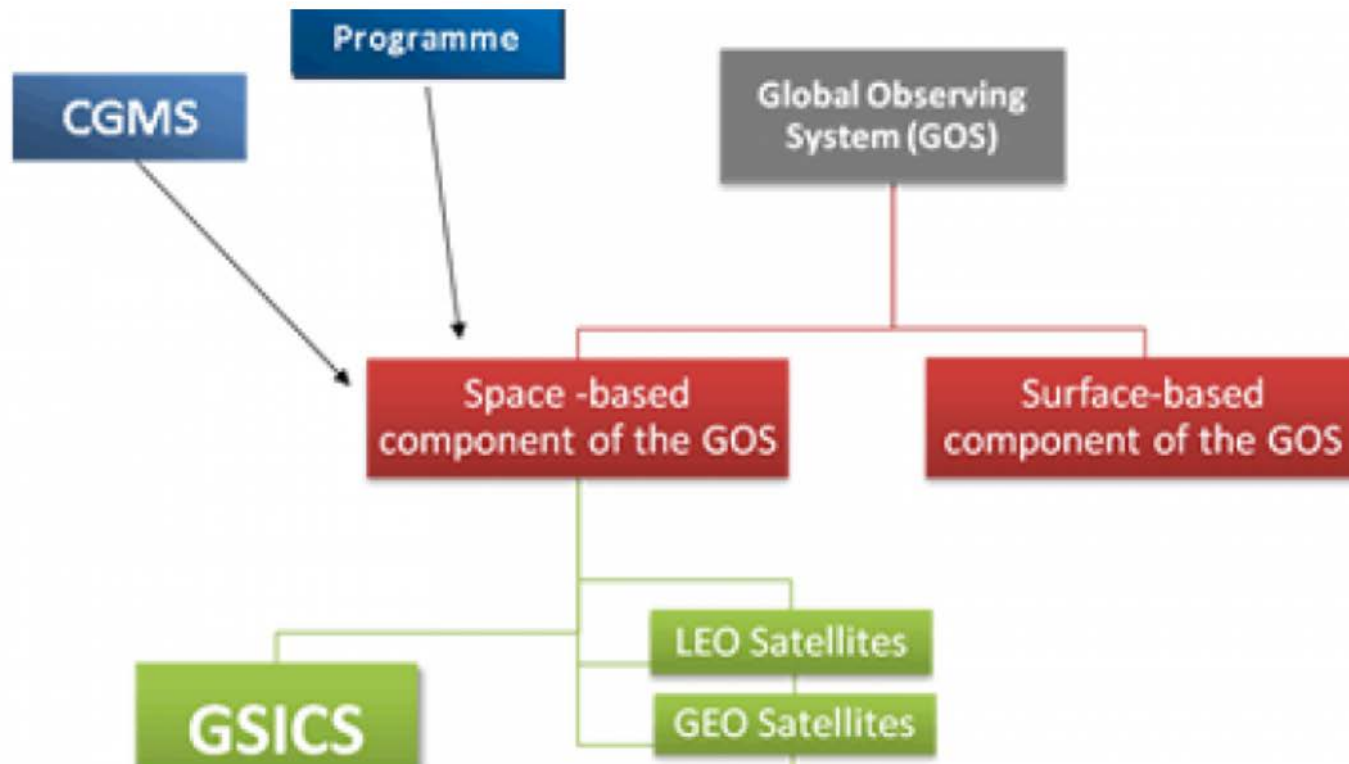 Programme
CGMS
Global Observing
System (GOS)
Space -based
component of the GOS
Surface-based
component of the GOS
LEO Satellites
GEO Satellites
GSICS